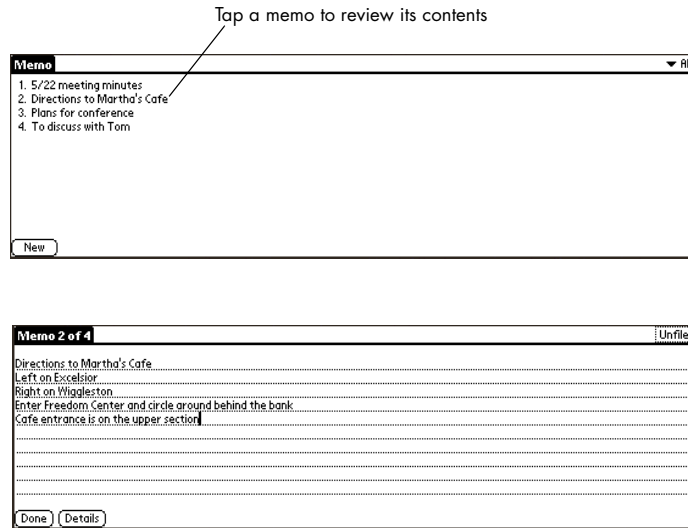 Tap a memo to review its contents
Memo
1. 5/22 meeting minutes
2. Directions to Martha's Cafe
3. Plans for conference
4. To discuss with Tom
New
Memo 2 of 4
Directions to Martha's Cafe
Left on Excelsior
Right on Wiggleston
Enter Freedom Center and circle around behind the bank
Cafe entrance is on the upper section
Done Details